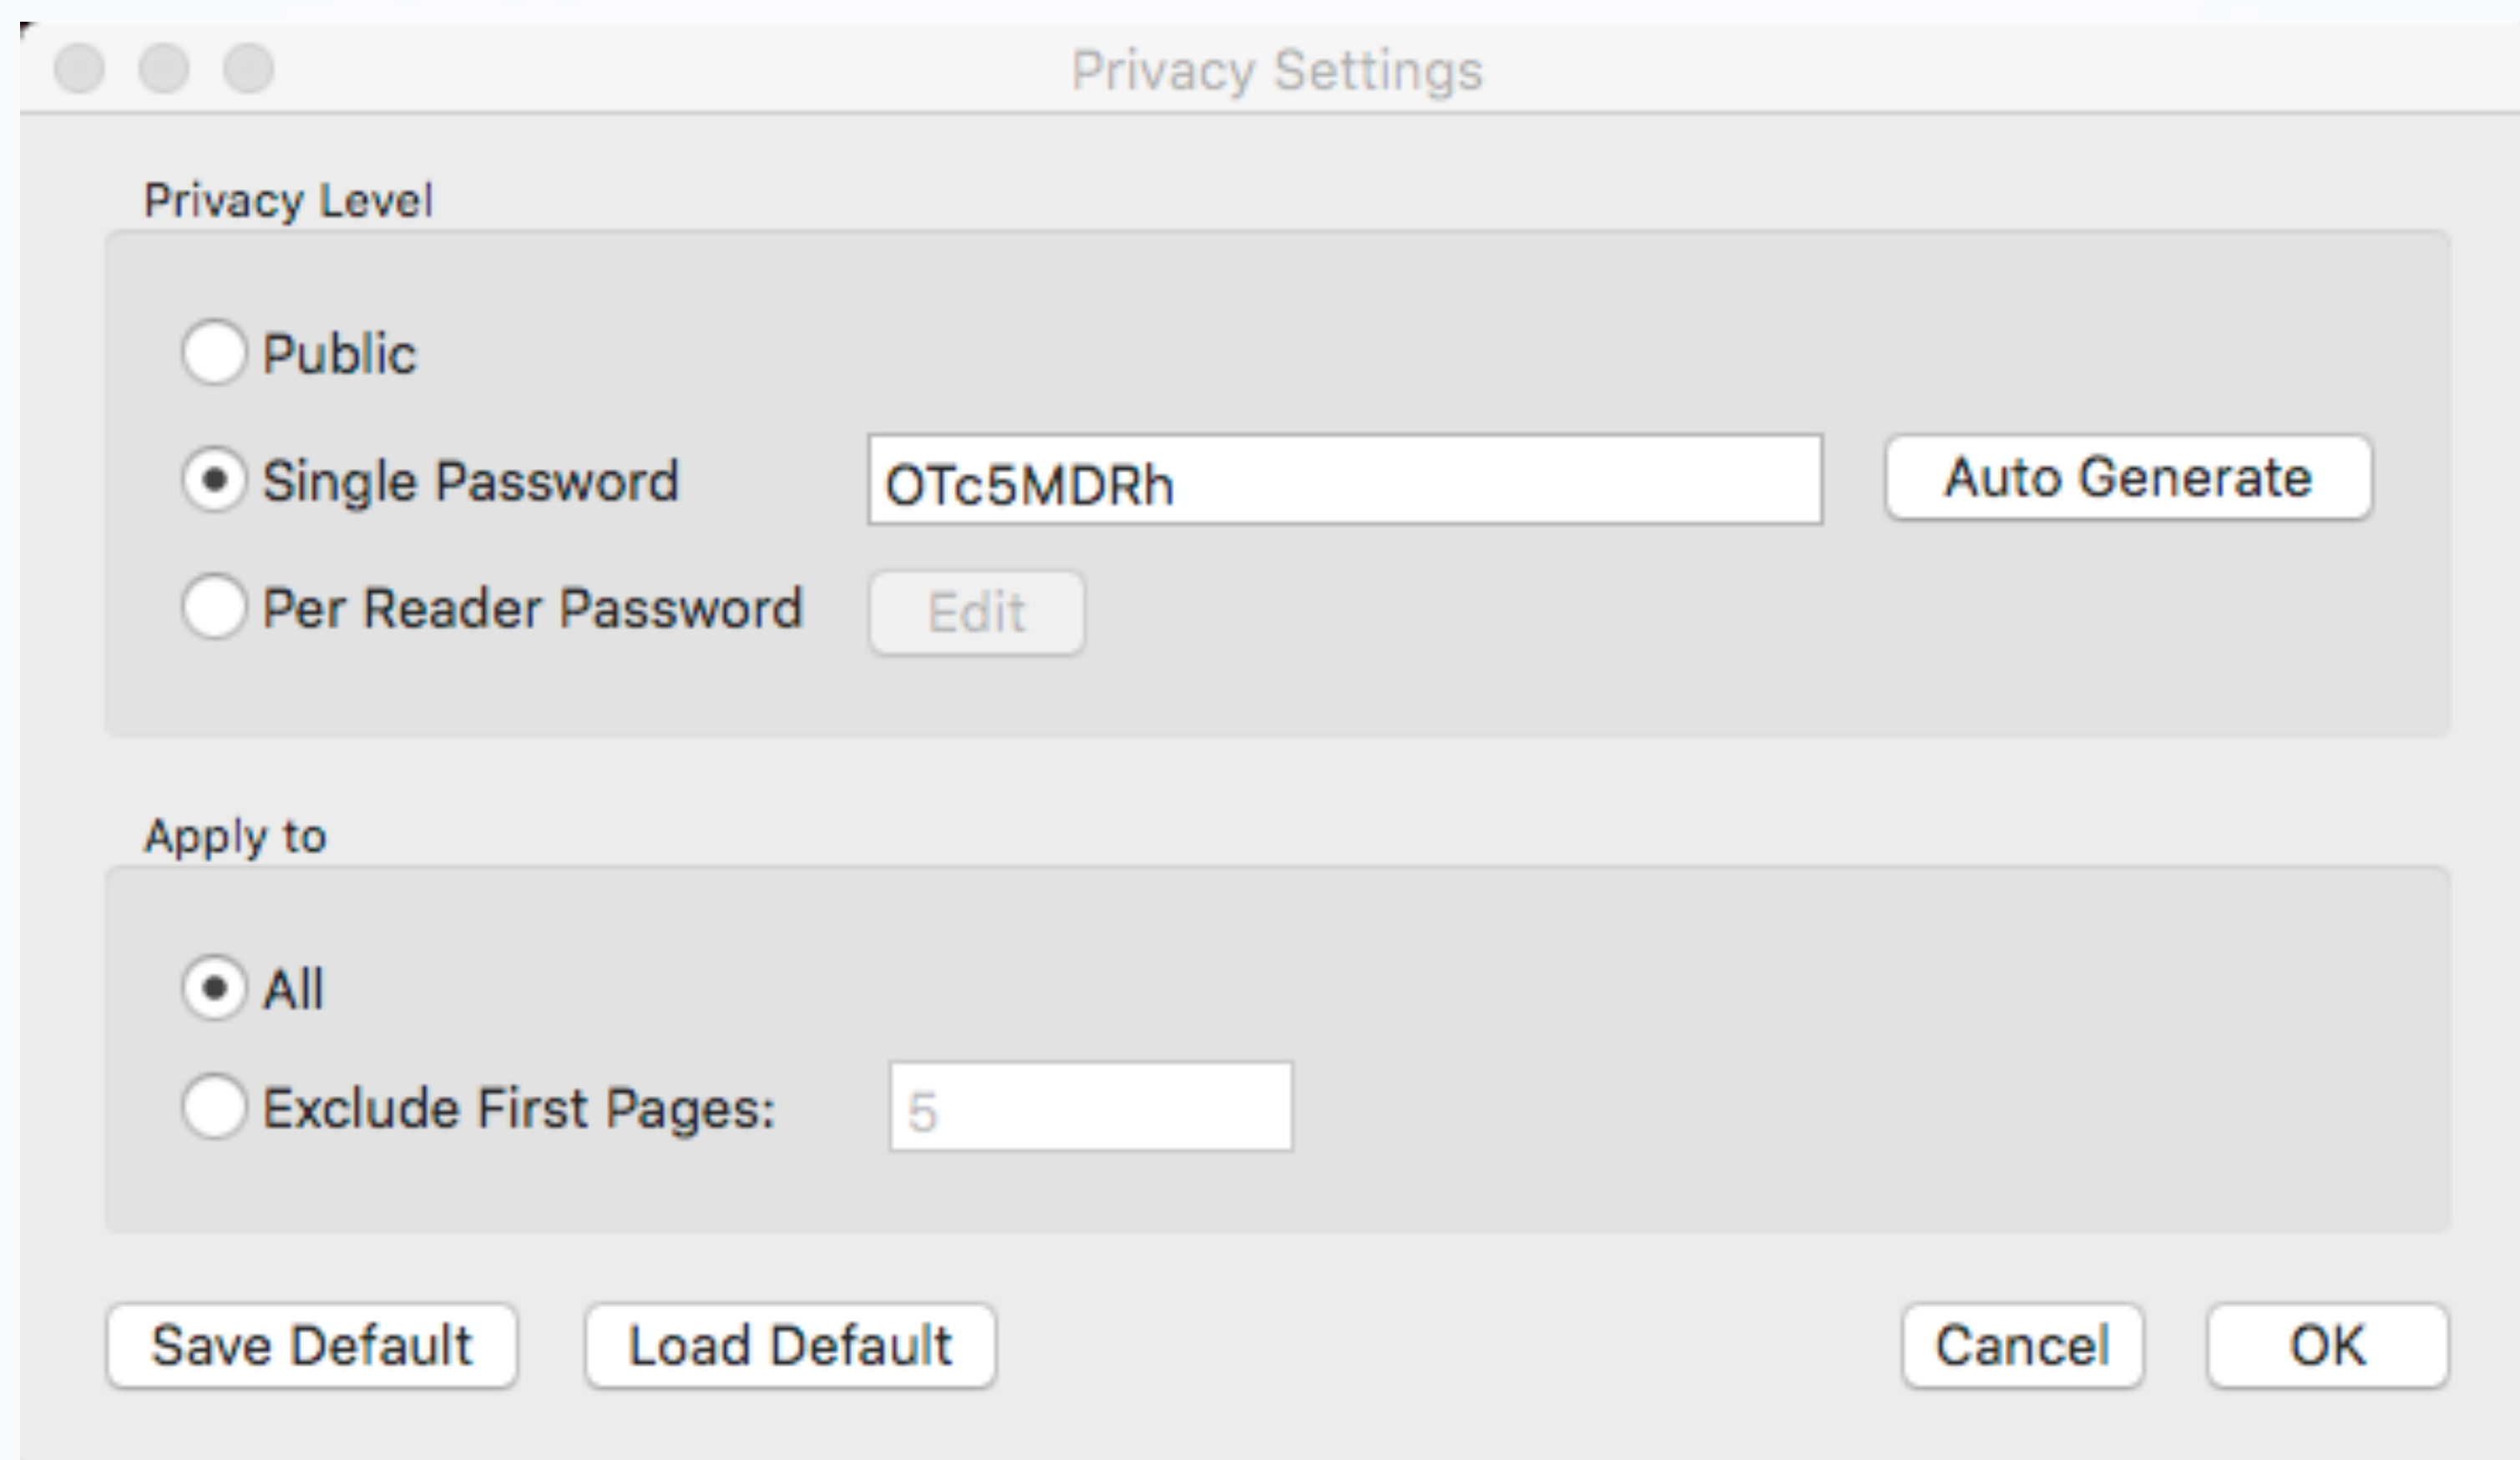 Privacy Settings
Privacy Level
Public
Single Password OTc5MDRh Auto Generate
Per Reader Password Edit
Apply to
All
Exclude First Pages: 5
Save Default Load Default Cancel OK